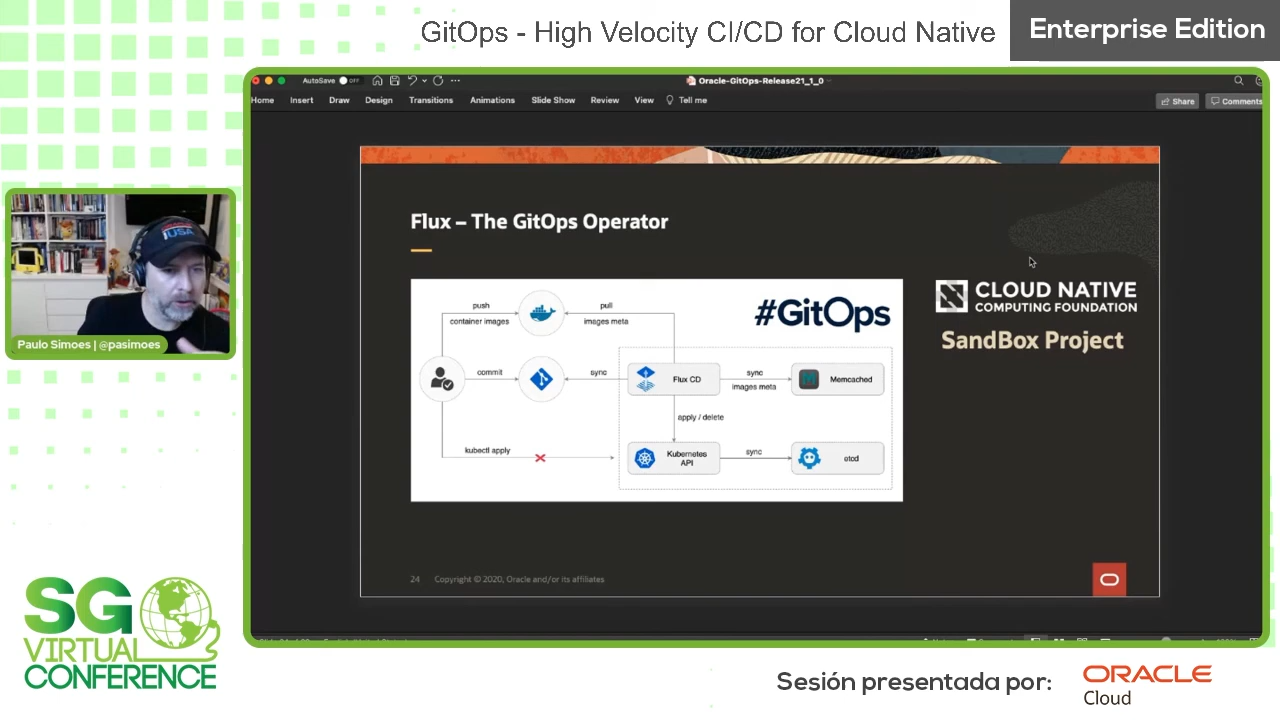 GitOps - High Velocity CI/CD for Cloud Native
Enterprise Edition
AutoSave OFF
Oracle-GitOps-Release21_1_0
Home Insert Draw Design Transitions Animations Slide Show Review View Tell me
Share Comments
Flux – The GitOps Operator
push
container images
pull
images meta
#GitOps
commit
sync
Flux CD
sync
images meta
Memcached
apply / delete
kubectl apply
Kubernetes
API
sync
etcd
CLOUD NATIVE
COMPUTING FOUNDATION
SandBox Project
24 Copyright © 2020, Oracle and/or its affiliates
USA
Paulo Simoes | @pasimoes
SG
VIRTUAL
CONFERENCE
Sesión presentada por:
ORACLE
Cloud